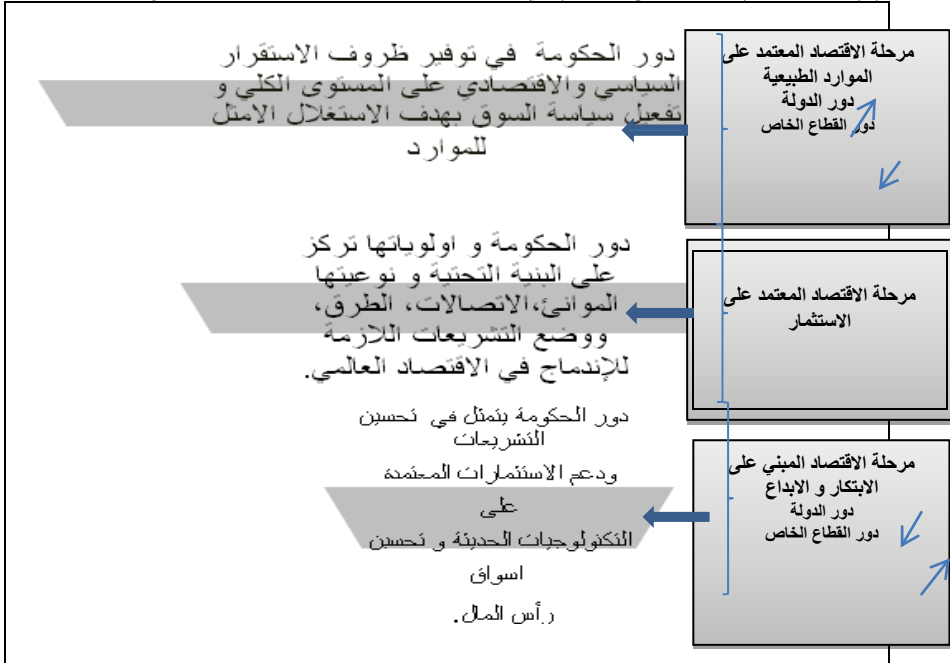 مرحلة الاقتصاد المعتمد على
الموارد الطبيعية
دور الدولة
دور القطاع الخاص
دور الحكومة في توفير ظروف الاستقرار
السياسي والاقتصادي على المستوى الكلي و
تفعيل سياسة السوق بهدف الاستغلال الامثل
للموارد
مرحلة الاقتصاد المعتمد على
الاستثمار
دور الحكومة و اولوياتها تركز
على البنية التحتية و نوعيتها
الموانئ،الاتصالات، الطرق،
ووضع التشريعات اللازمة
للإندماج في الاقتصاد العالمي.
مرحلة الاقتصاد المبني على
الابتكار و الابداع
دور الدولة
دور القطاع الخاص
دور الحكومة يتمثل في تحسين
التشريعات
ودعم الاستثمارات المعتمدة
على
التكنولوجيات الحديثة و تحسين
اسواق
رأس المال.